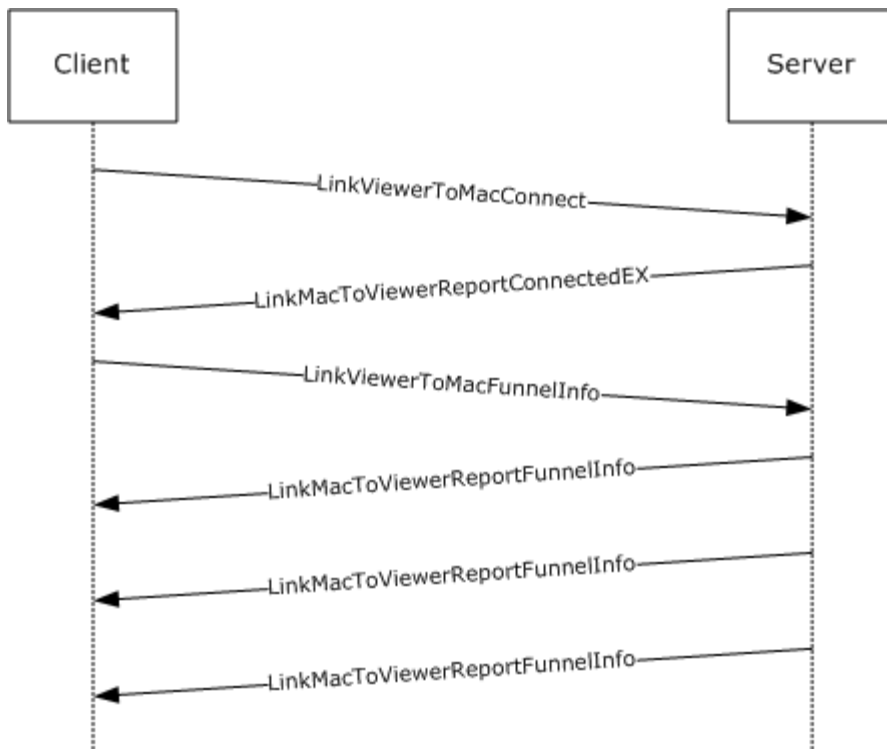 Client
Server
LinkViewerToMacConnect
LinkMacToViewerReportConnectedEX
LinkViewerToMacFunnelInfo
LinkMacToViewerReportFunnelInfo
LinkMacToViewerReportFunnelInfo
LinkMacToViewerReportFunnelInfo